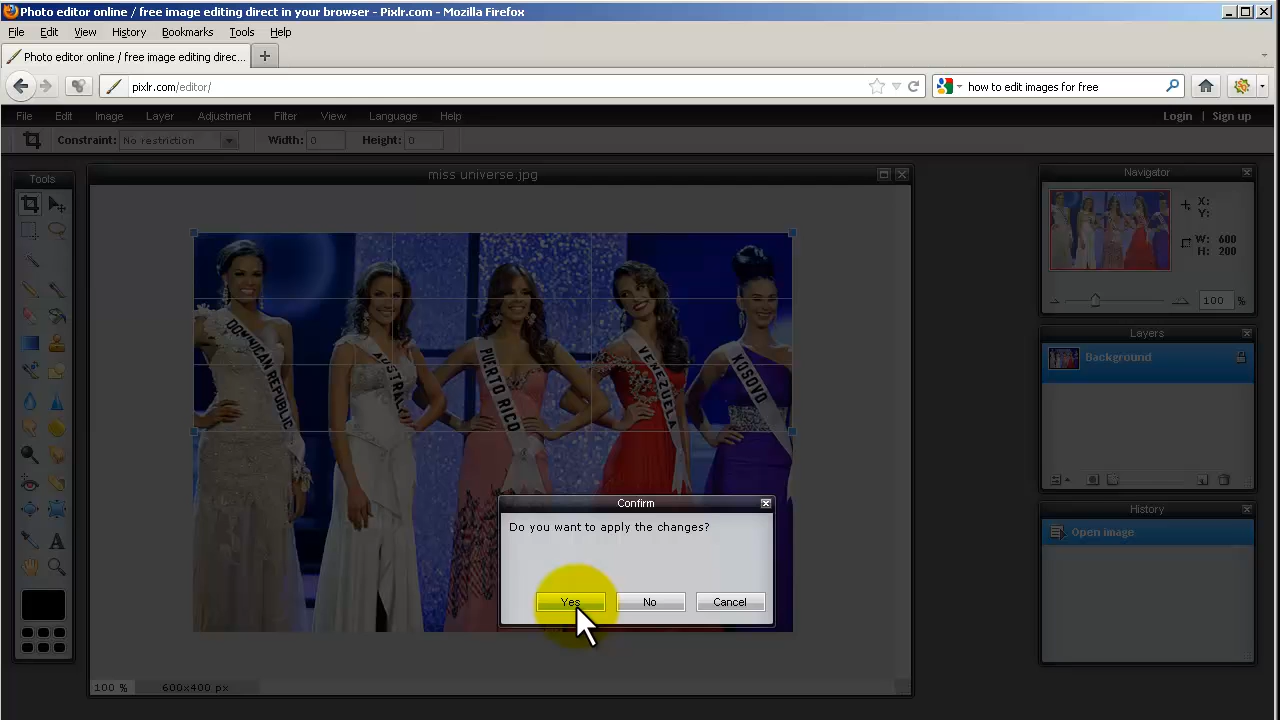 Photo editor online / free image editing direct in your browser - Pixlr.com - Mozilla Firefox
File Edit View History Bookmarks Tools Help
Photo editor online / free image editing direc...
pixlr.com/editor/
how to edit images for free
File Edit Image Layer Adjustment Filter View Language Help Login | Sign up
Constraint: No restriction Width: 0 Height: 0
Tools
miss universe.jpg
Navigator
X:
Y:
W: 600
H: 200
100 %
Layers
Background
History
Open image
DOMINICAN REPUBLIC
AUSTRAL
PUERTO RICO
VENEZUELA
KOSOVO
Confirm
Do you want to apply the changes?
Yes No Cancel
100 % 600x400 px